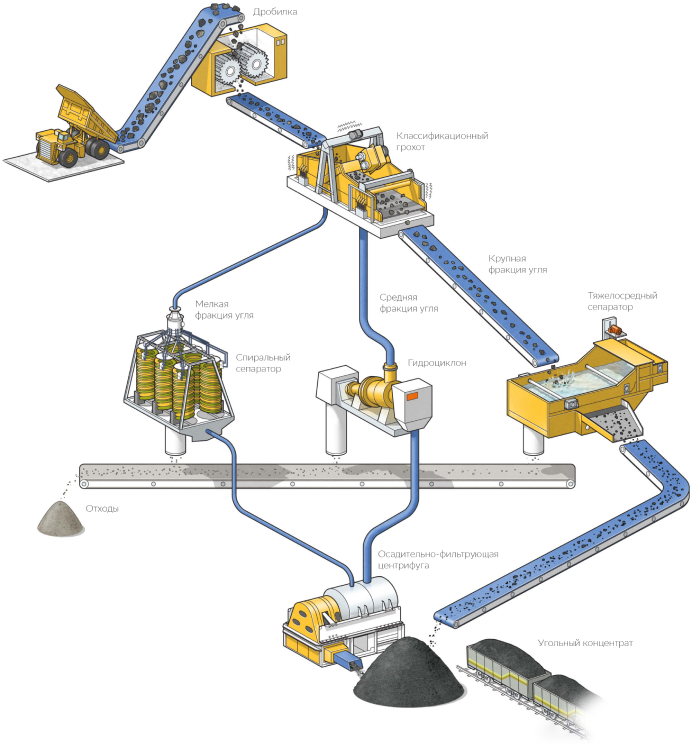 Дробилка
Классификационный
грохот
Крупная
фракция угля
Тяжелосредный
сепаратор
Мелкая
фракция угля
Средняя
фракция угля
Спиральный
сепаратор
Гидроциклон
Отходы
Осадительно-фильтрующая
центрифуга
Угольный концентрат